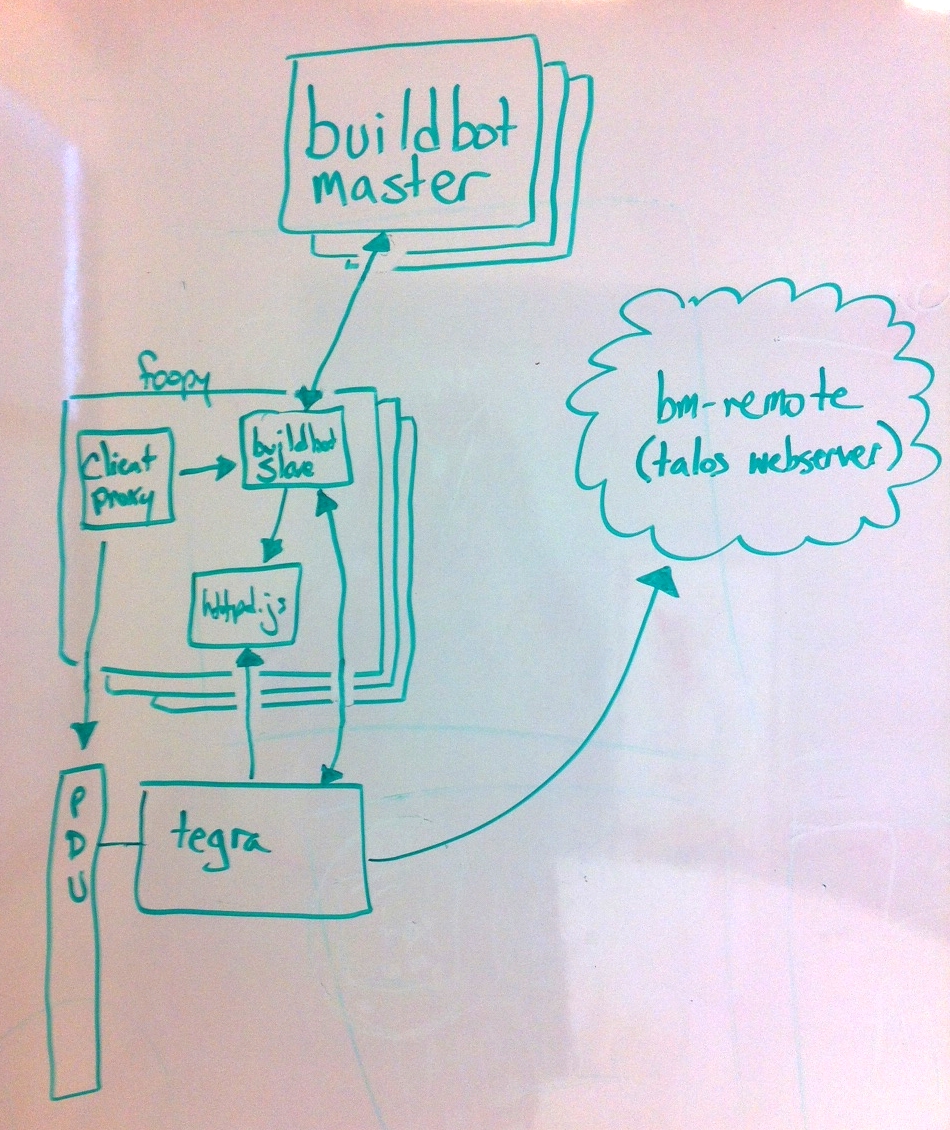 buildbot
master
foopy
client
proxy
buildbot
slave
httpd.js
bm-remote
(talos webserver)
P
D
U
tegra